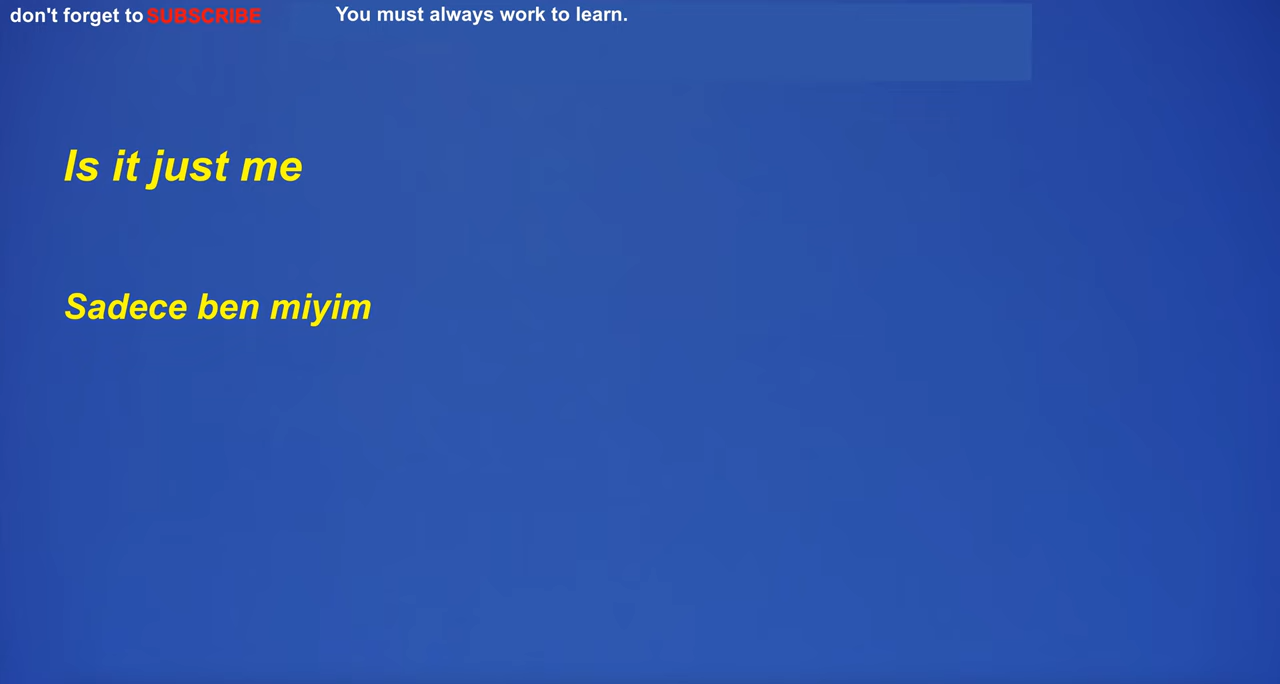 don't forget to SUBSCRIBE
You must always work to learn.
Is it just me
Sadece ben miyim